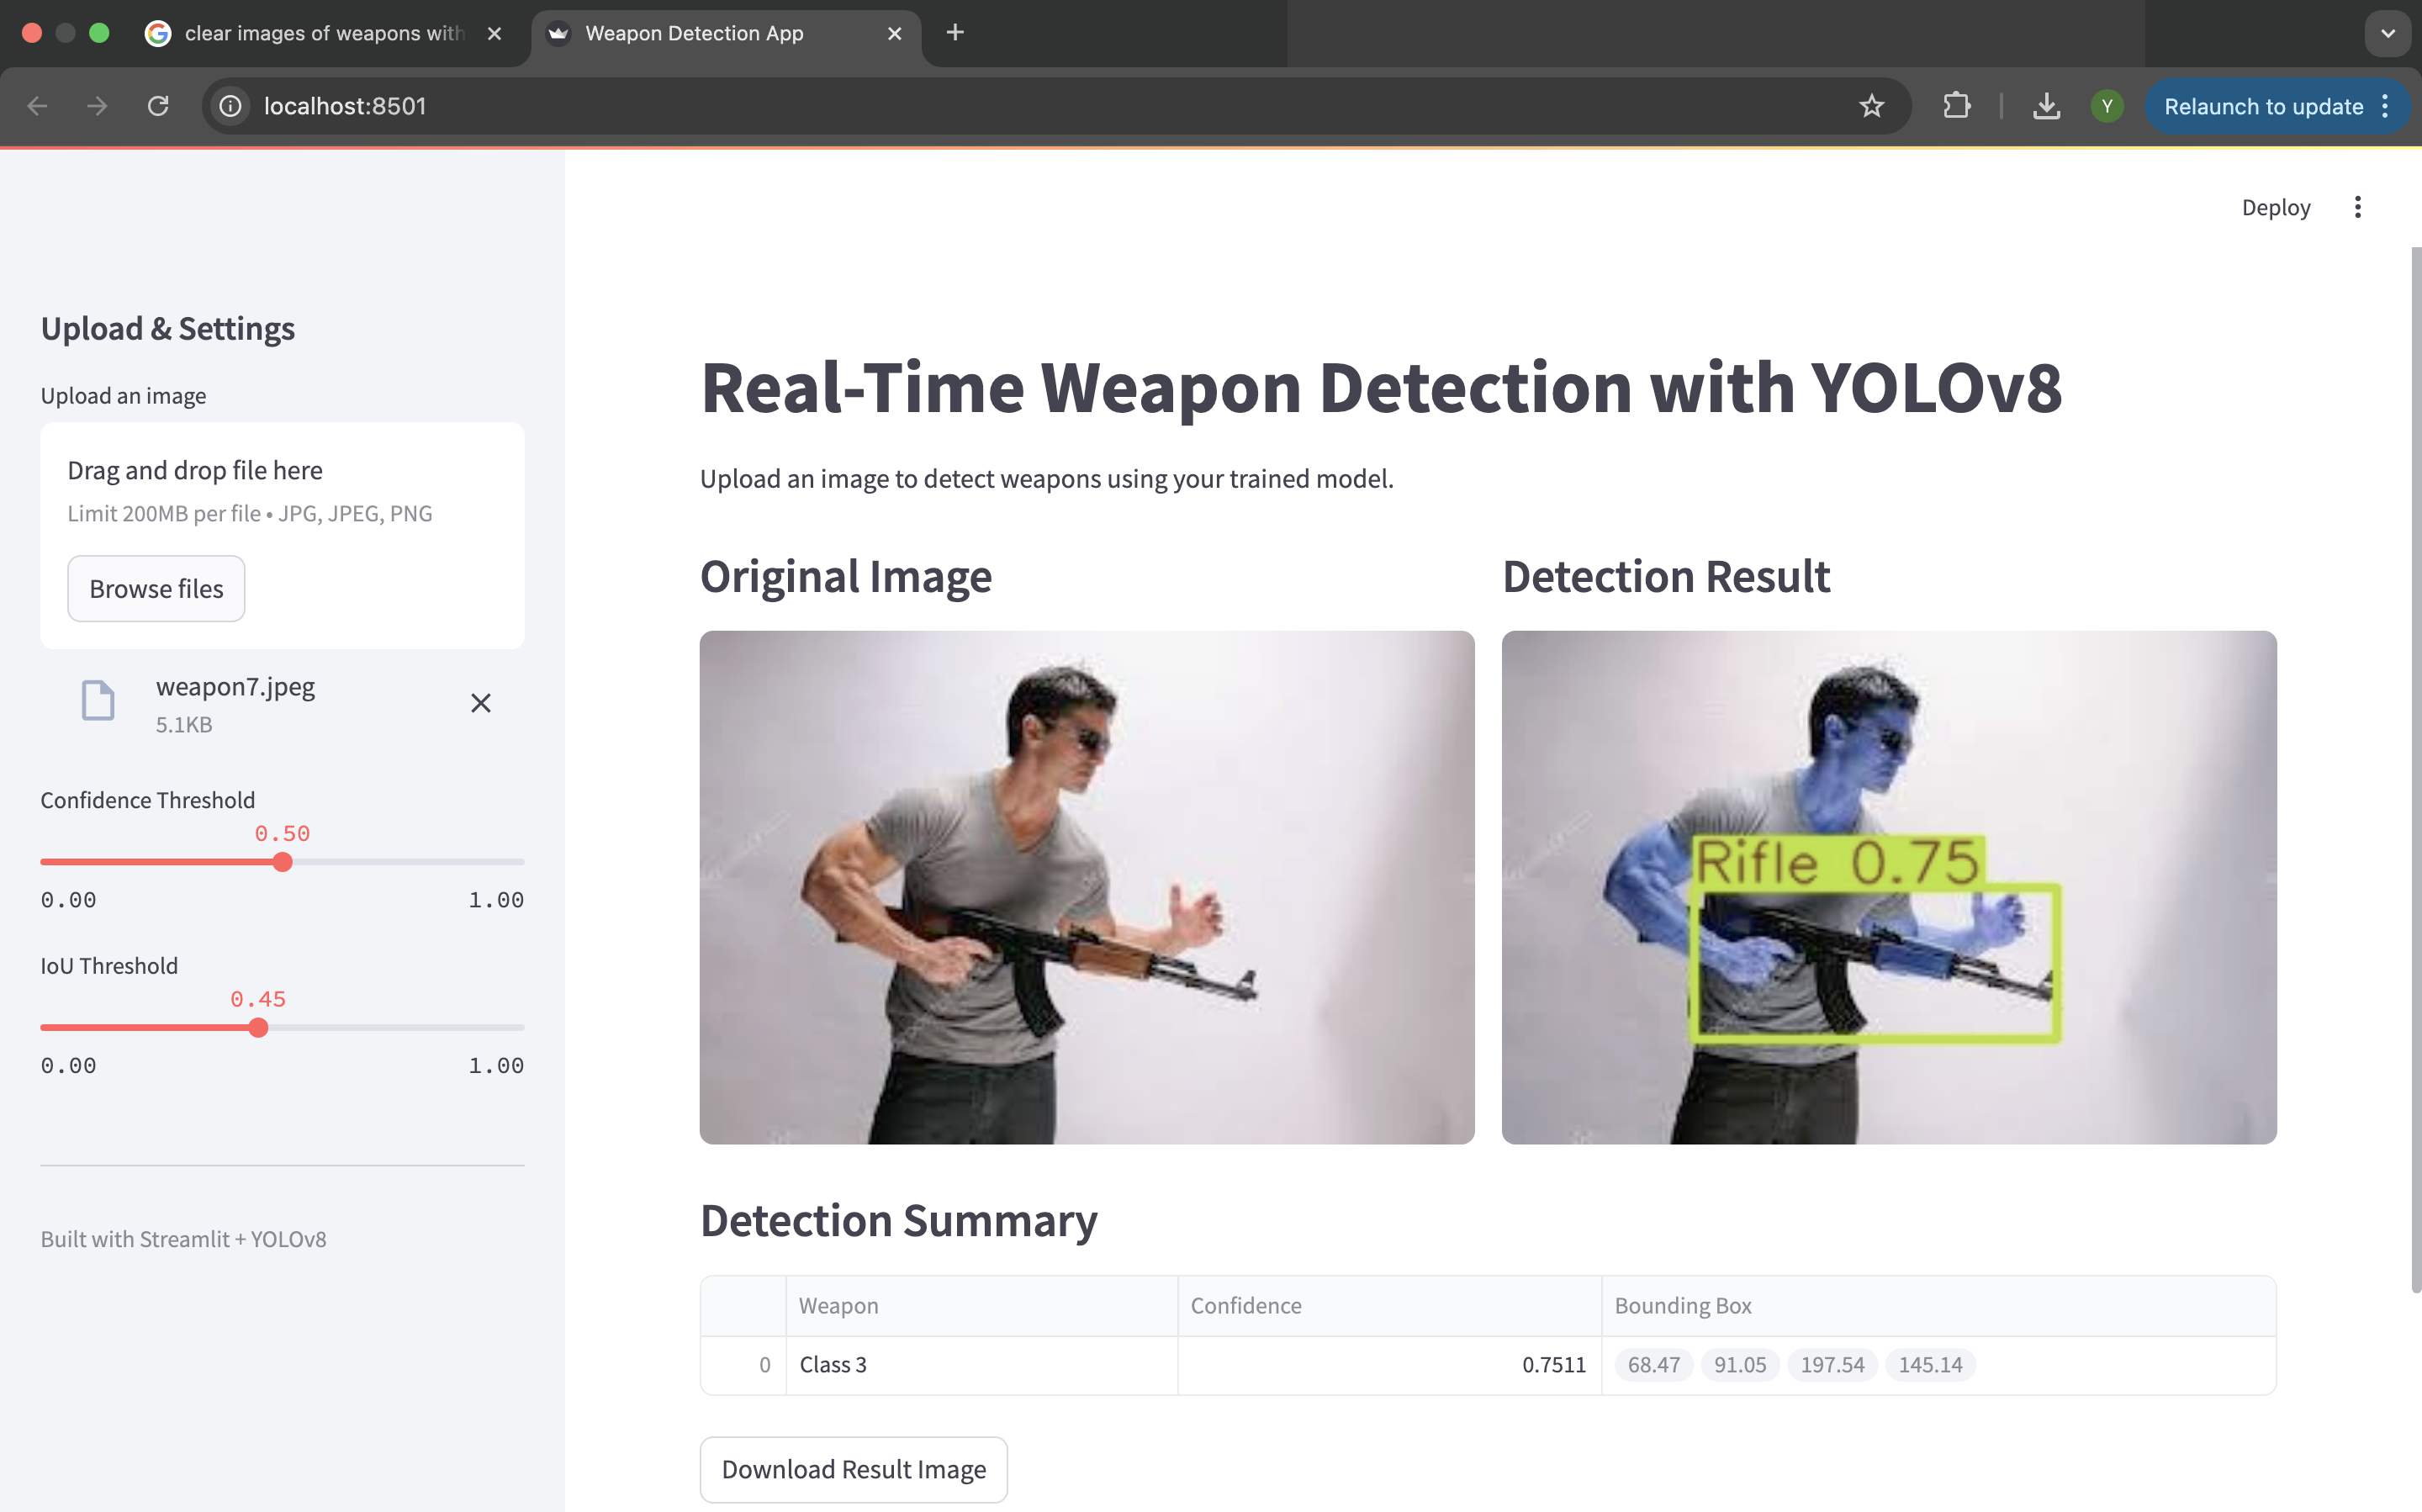 clear images of weapons with
Weapon Detection App
localhost:8501
Y
Relaunch to update
Deploy
Upload & Settings
Upload an image
Drag and drop file here
Limit 200MB per file • JPG, JPEG, PNG
Browse files
weapon7.jpeg
5.1KB
Confidence Threshold
0.50
0.00 1.00
IoU Threshold
0.45
0.00 1.00
Built with Streamlit + YOLOv8
Real-Time Weapon Detection with YOLOv8
Upload an image to detect weapons using your trained model.
Original Image
Detection Result
Rifle 0.75
Detection Summary
Weapon Confidence Bounding Box
0 Class 3 0.7511 68.47 91.05 197.54 145.14
Download Result Image